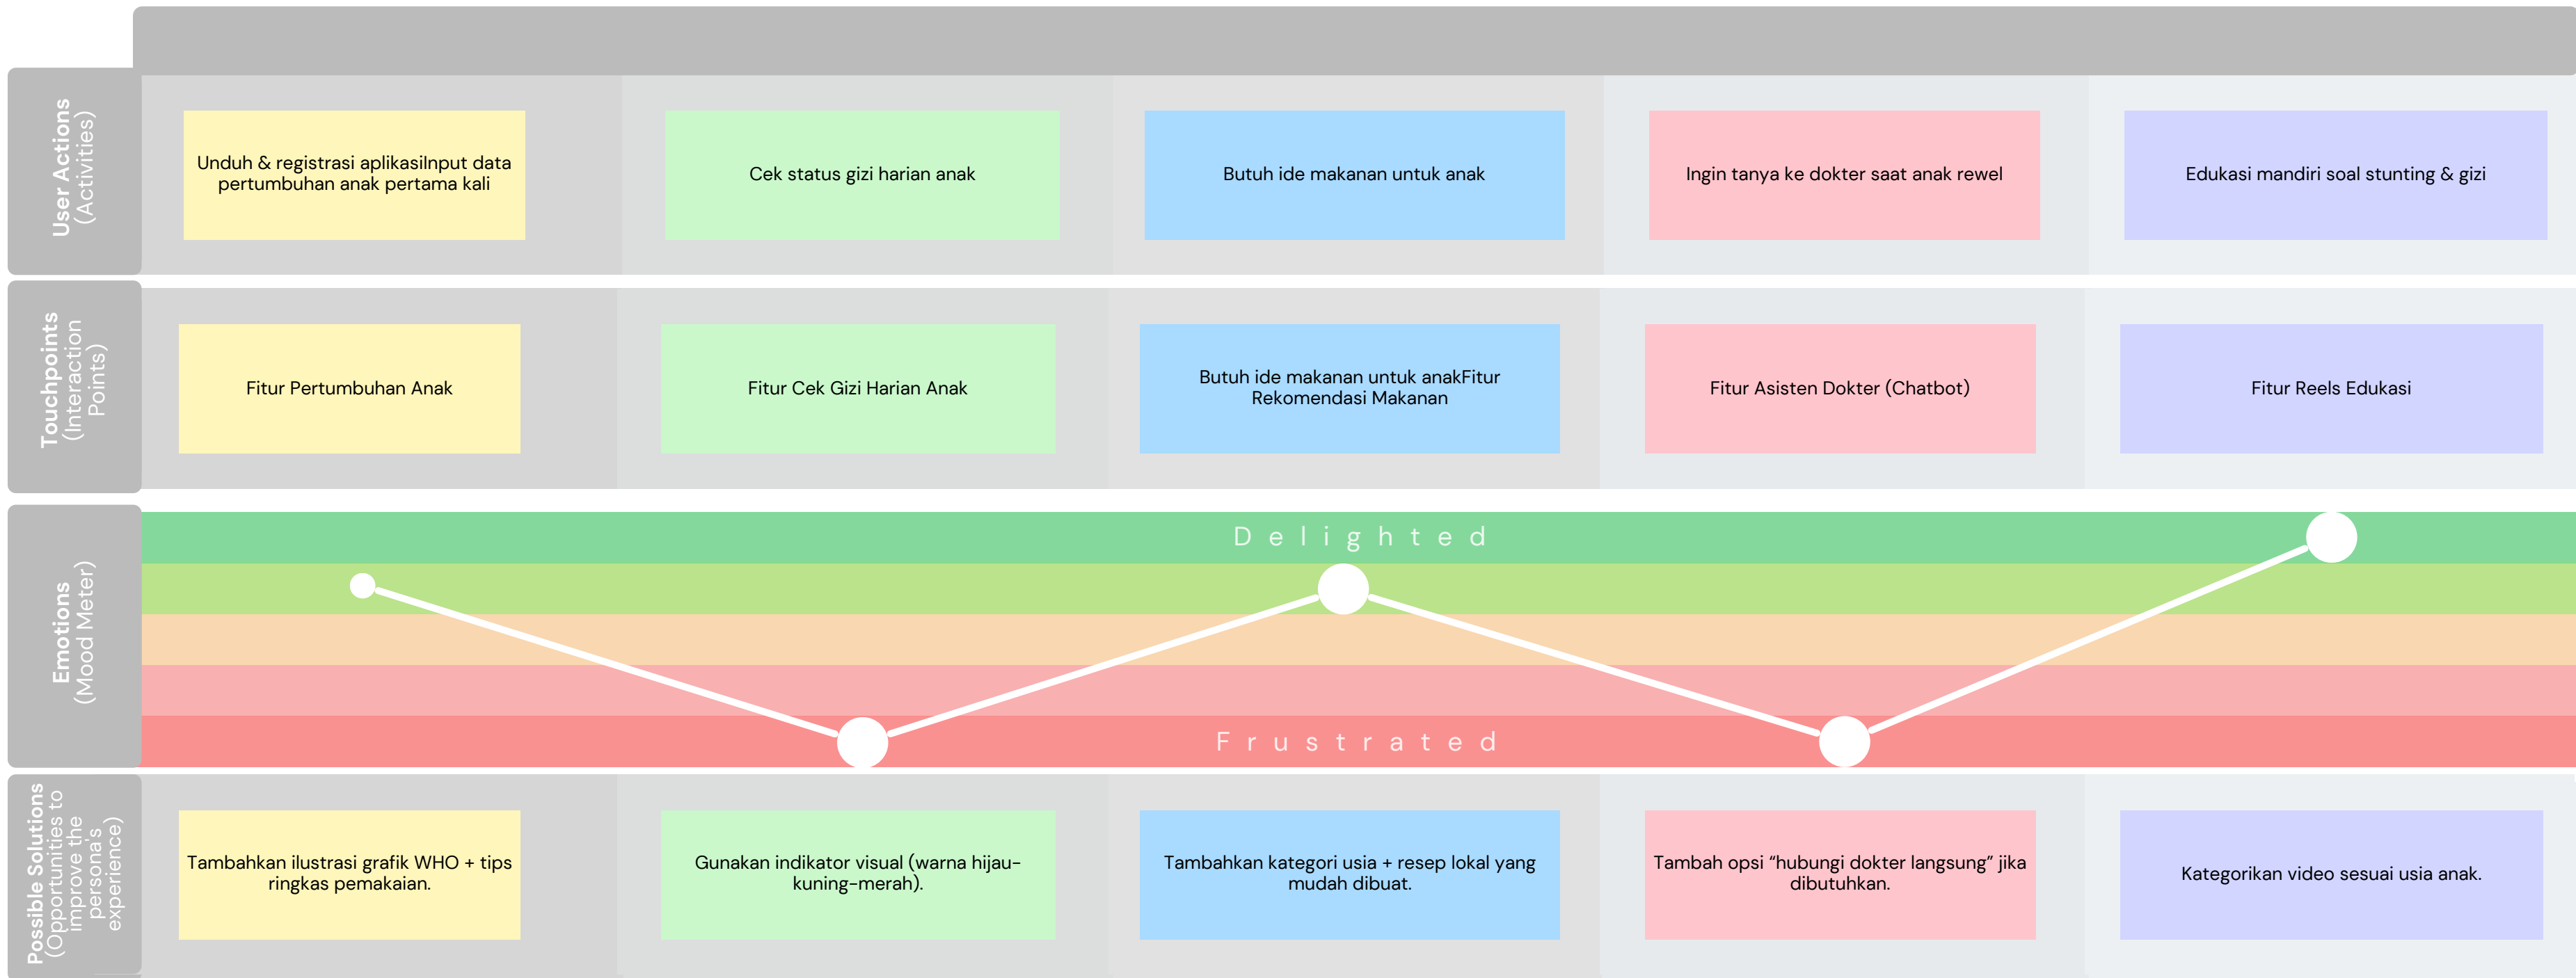 User Actions
(Activities)
Unduh & registrasi aplikasiInput data
pertumbuhan anak pertama kali
Cek status gizi harian anak
Butuh ide makanan untuk anak
Ingin tanya ke dokter saat anak rewel
Edukasi mandiri soal stunting & gizi
Touchpoints
(Interaction
Points)
Fitur Pertumbuhan Anak
Fitur Cek Gizi Harian Anak
Butuh ide makanan untuk anakFitur
Rekomendasi Makanan
Fitur Asisten Dokter (Chatbot)
Fitur Reels Edukasi
Emotions
(Mood Meter)
Delighted
Frustrated
Possible Solutions
(Opportunities to
improve the
persona's
experience)
Tambahkan ilustrasi grafik WHO + tips
ringkas pemakaian.
Gunakan indikator visual (warna hijau-
kuning-merah).
Tambahkan kategori usia + resep lokal yang
mudah dibuat.
Tambah opsi “hubungi dokter langsung” jika
dibutuhkan.
Kategorikan video sesuai usia anak.